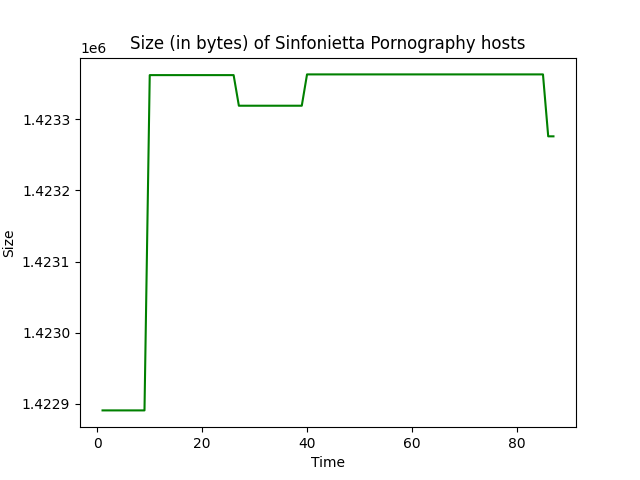 Size (in bytes) of Sinfonietta Pornography hosts
1e6
1.4233
1.4232
1.4231
1.4230
1.4229
Size
0 20 40 60 80
Time